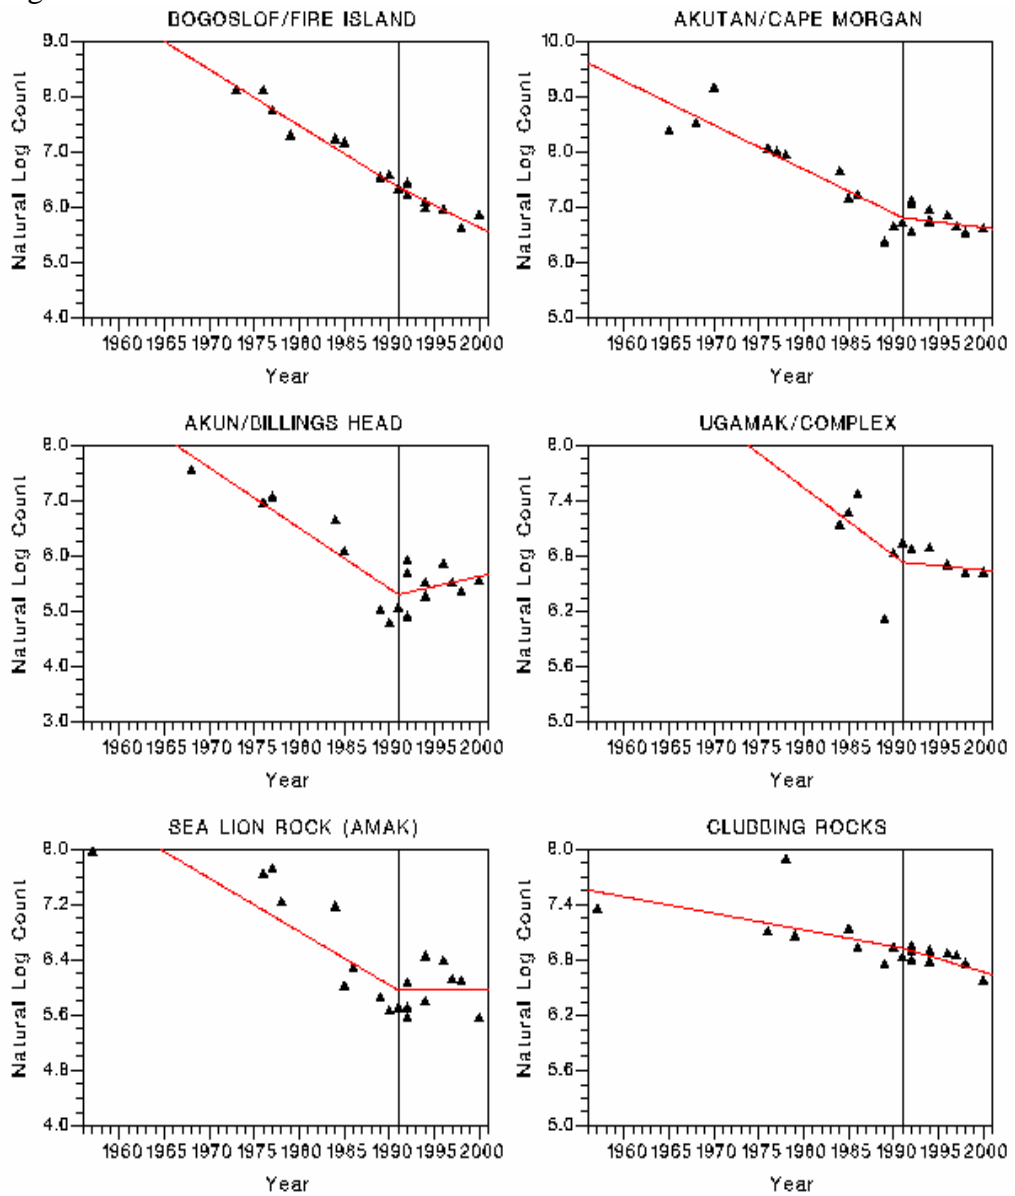 BOGOSLOF/FIRE ISLAND
9.0
8.0
7.0
6.0
5.0
4.0
Natural Log Count
1960 1965 1970 1975 1980 1985 1990 1995 2000
Year
AKUTAN/CAPE MORGAN
10.0
9.0
8.0
7.0
6.0
5.0
Natural Log Count
1960 1965 1970 1975 1980 1985 1990 1995 2000
Year
AKUN/BILLINGS HEAD
8.0
7.0
6.0
5.0
4.0
3.0
Natural Log Count
1960 1965 1970 1975 1980 1985 1990 1995 2000
Year
UGAMAK/COMPLEX
8.0
7.4
6.8
6.2
5.6
5.0
Natural Log Count
1960 1965 1970 1975 1980 1985 1990 1995 2000
Year
SEA LION ROCK (AMAK)
8.0
7.2
6.4
5.6
4.8
4.0
Natural Log Count
1960 1965 1970 1975 1980 1985 1990 1995 2000
Year
CLUBBING ROCKS
8.0
7.4
6.8
6.2
5.6
5.0
Natural Log Count
1960 1965 1970 1975 1980 1985 1990 1995 2000
Year